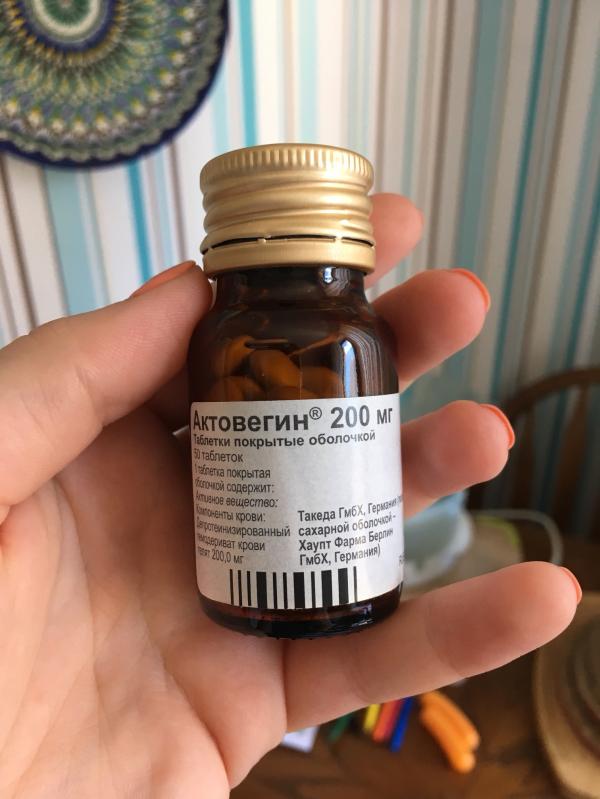 Актовегин® 200 мг
Таблетки покрытые оболочкой
50 таблеток
1 таблетка покрытая
оболочкой содержит:
Активное вещество:
Компоненты крови:
Депротеинизированный
гемодериват крови
телят 200,0 мг
Такеда ГмбХ, Германия
сахарной оболочкой –
Хаупт Фарма Берлин
ГмбХ, Германия)